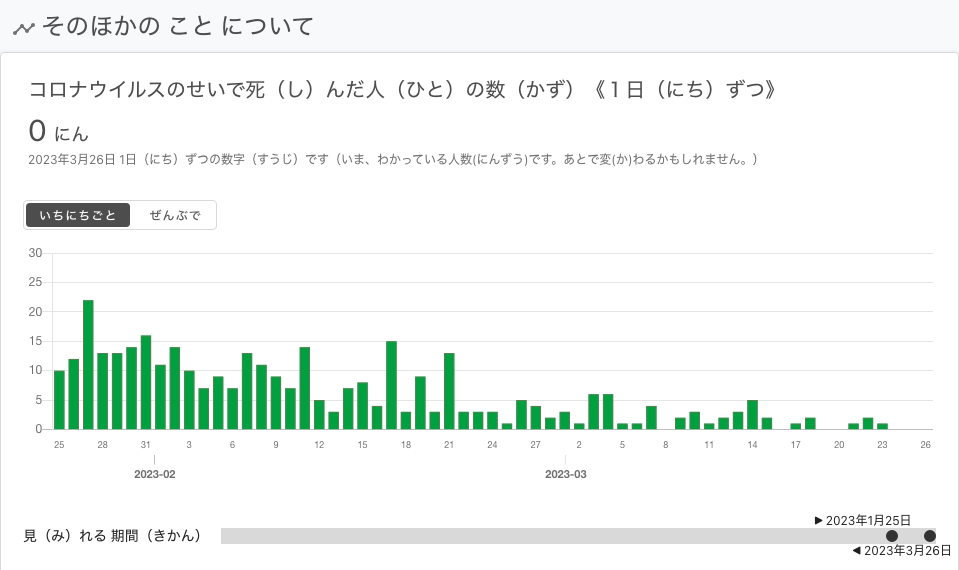 そのほかの こと について
コロナウイルスのせいで死（し）んだ人（ひと）の数（かず）《１日（にち）ずつ》
0 にん
2023年3月26日 1日（にち）ずつの数字（すうじ）です（いま、わかっている人数(にんずう)です。あとで変(か)わるかもしれません。）
いちにちごと ぜんぶで
30
25
20
15
10
5
0
25 28 31 3 6 9 12 15 18 21 24 27 2 5 8 11 14 17 20 23 26
2023-02 2023-03
▶ 2023年1月25日
見（み）れる 期間（きかん）
◀ 2023年3月26日